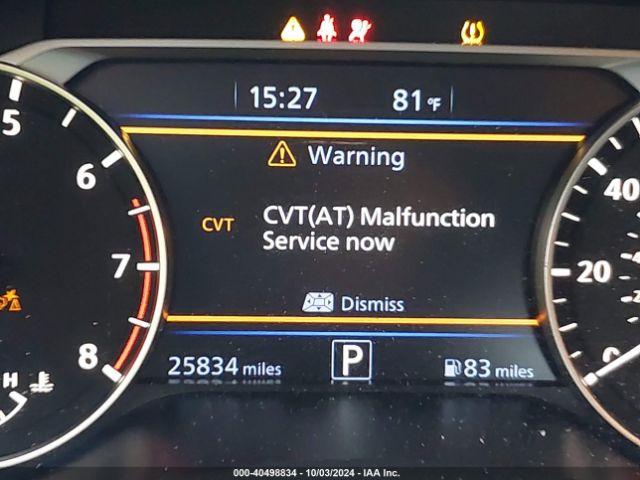 15:27 81°F
Warning
CVT CVT(AT) Malfunction
Service now
Dismiss
25834 miles P 83 miles
5
6
7
8
H
40
20
0
000-40498834 - 10/03/2024 - IAA Inc.